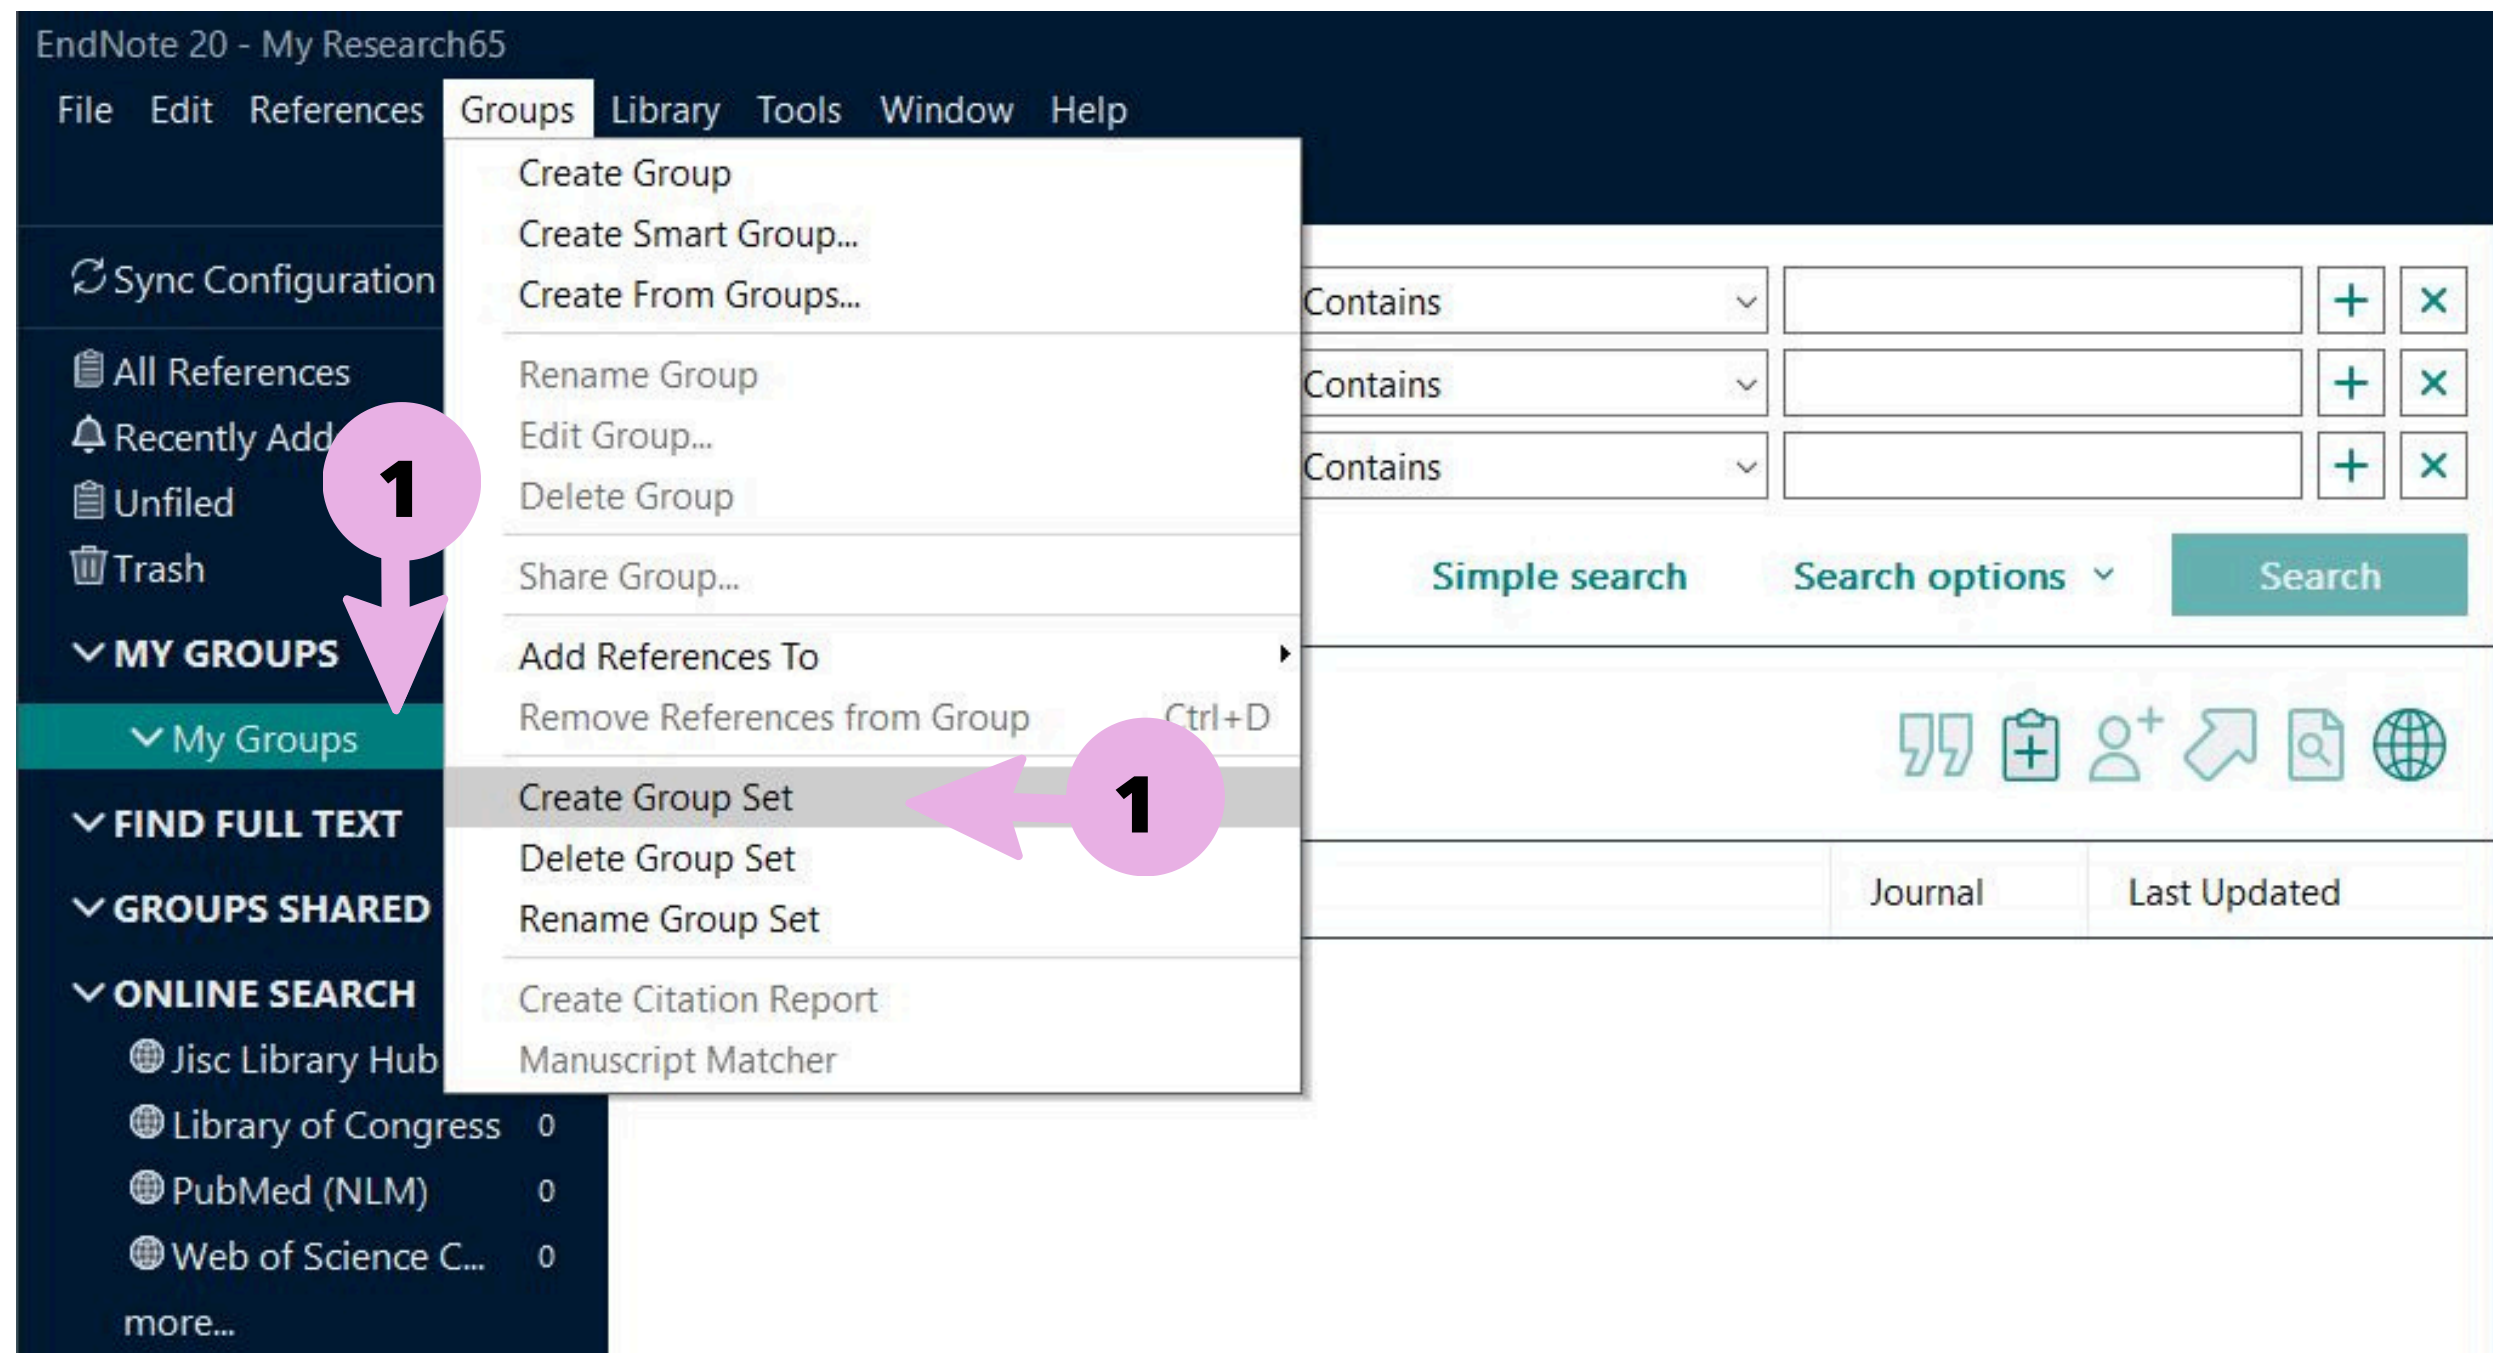 EndNote 20 - My Research65
File Edit References Groups Library Tools Window Help
Create Group
Create Smart Group...
Create From Groups...
Rename Group
Edit Group...
Delete Group
Share Group...
Add References To
Remove References from Group Ctrl+D
Create Group Set
Delete Group Set
Rename Group Set
Create Citation Report
Manuscript Matcher
1
1
Sync Configuration
All References
Recently Add
Unfiled
Trash
MY GROUPS
My Groups
FIND FULL TEXT
GROUPS SHARED
ONLINE SEARCH
Jisc Library Hub
Library of Congress 0
PubMed (NLM) 0
Web of Science C... 0
more...
Contains
Contains
Contains
Simple search Search options Search
Journal Last Updated